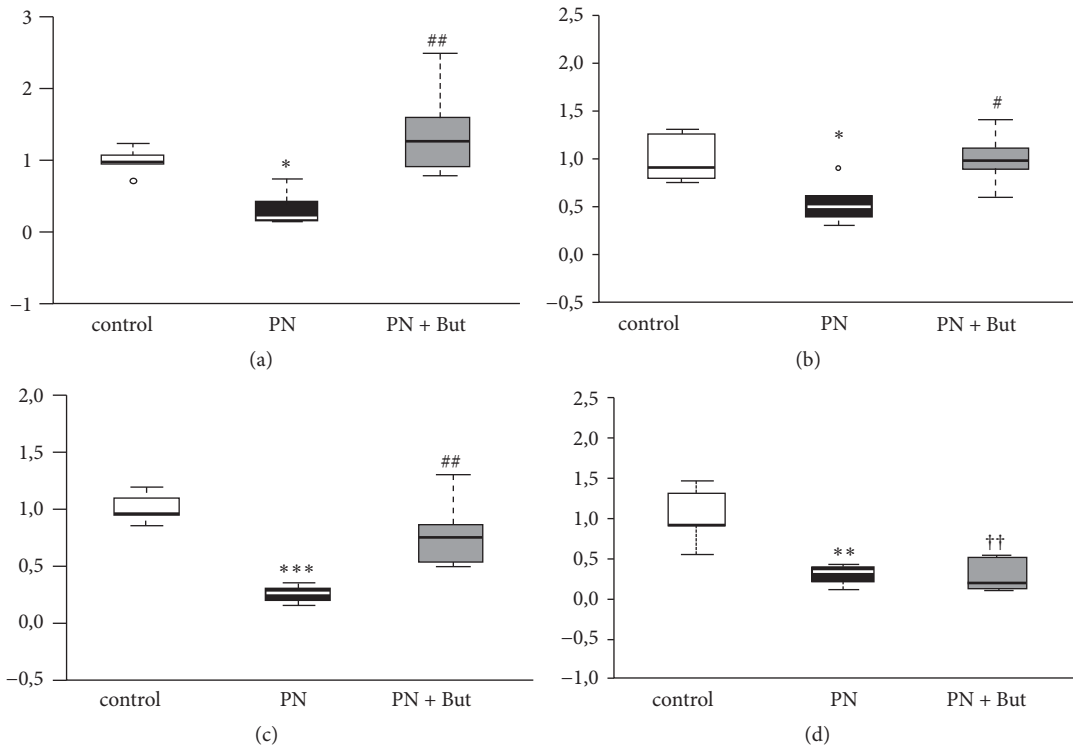 3
2
1
0
−1
*
##
control
PN
PN + But
(a)
2,5
2,0
1,5
1,0
0,5
0,0
−0,5
*
#
control
PN
PN + But
(b)
2,0
1,5
1,0
0,5
0,0
−0,5
***
##
control
PN
PN + But
(c)
2,5
2,0
1,5
1,0
0,5
0,0
−0,5
−1,0
**
††
control
PN
PN + But
(d)